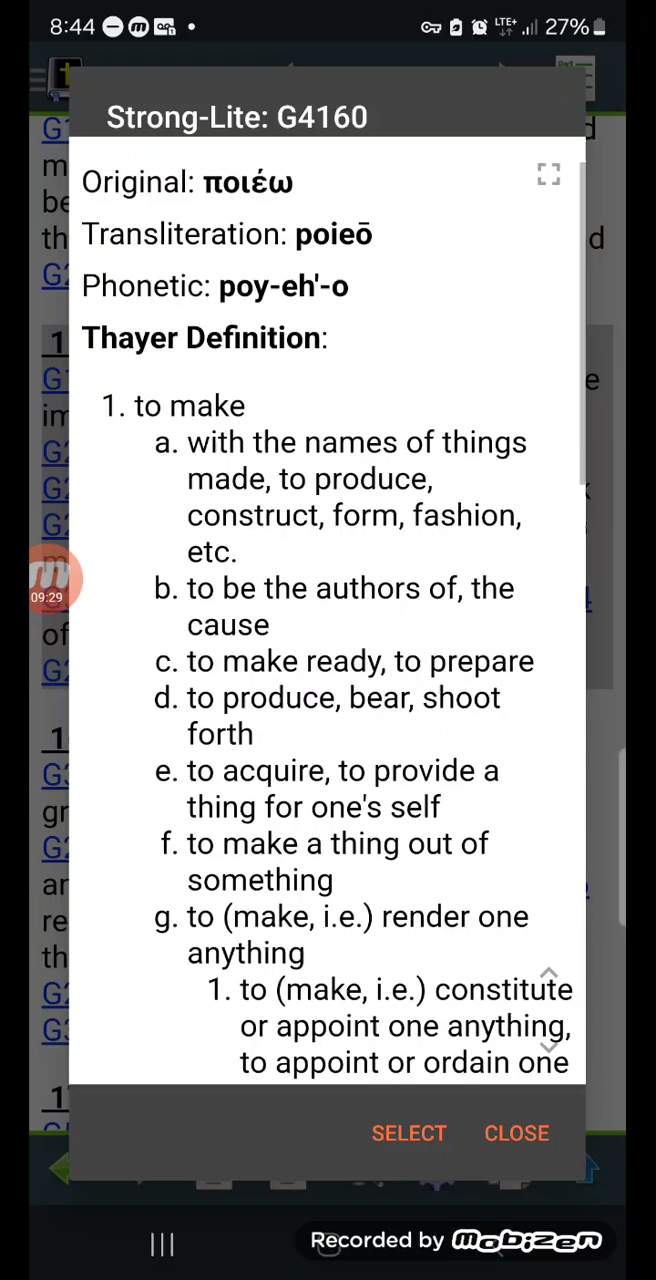 8:44
LTE+
27%
Strong-Lite: G4160
Original: ποιέω
Transliteration: poieō
Phonetic: poy-eh'-o
Thayer Definition:
1. to make
a. with the names of things
made, to produce,
construct, form, fashion,
etc.
b. to be the authors of, the
cause
c. to make ready, to prepare
d. to produce, bear, shoot
forth
e. to acquire, to provide a
thing for one's self
f. to make a thing out of
something
g. to (make, i.e.) render one
anything
1. to (make, i.e.) constitute
or appoint one anything,
to appoint or ordain one
09:29
SELECT CLOSE
Recorded by mobizen